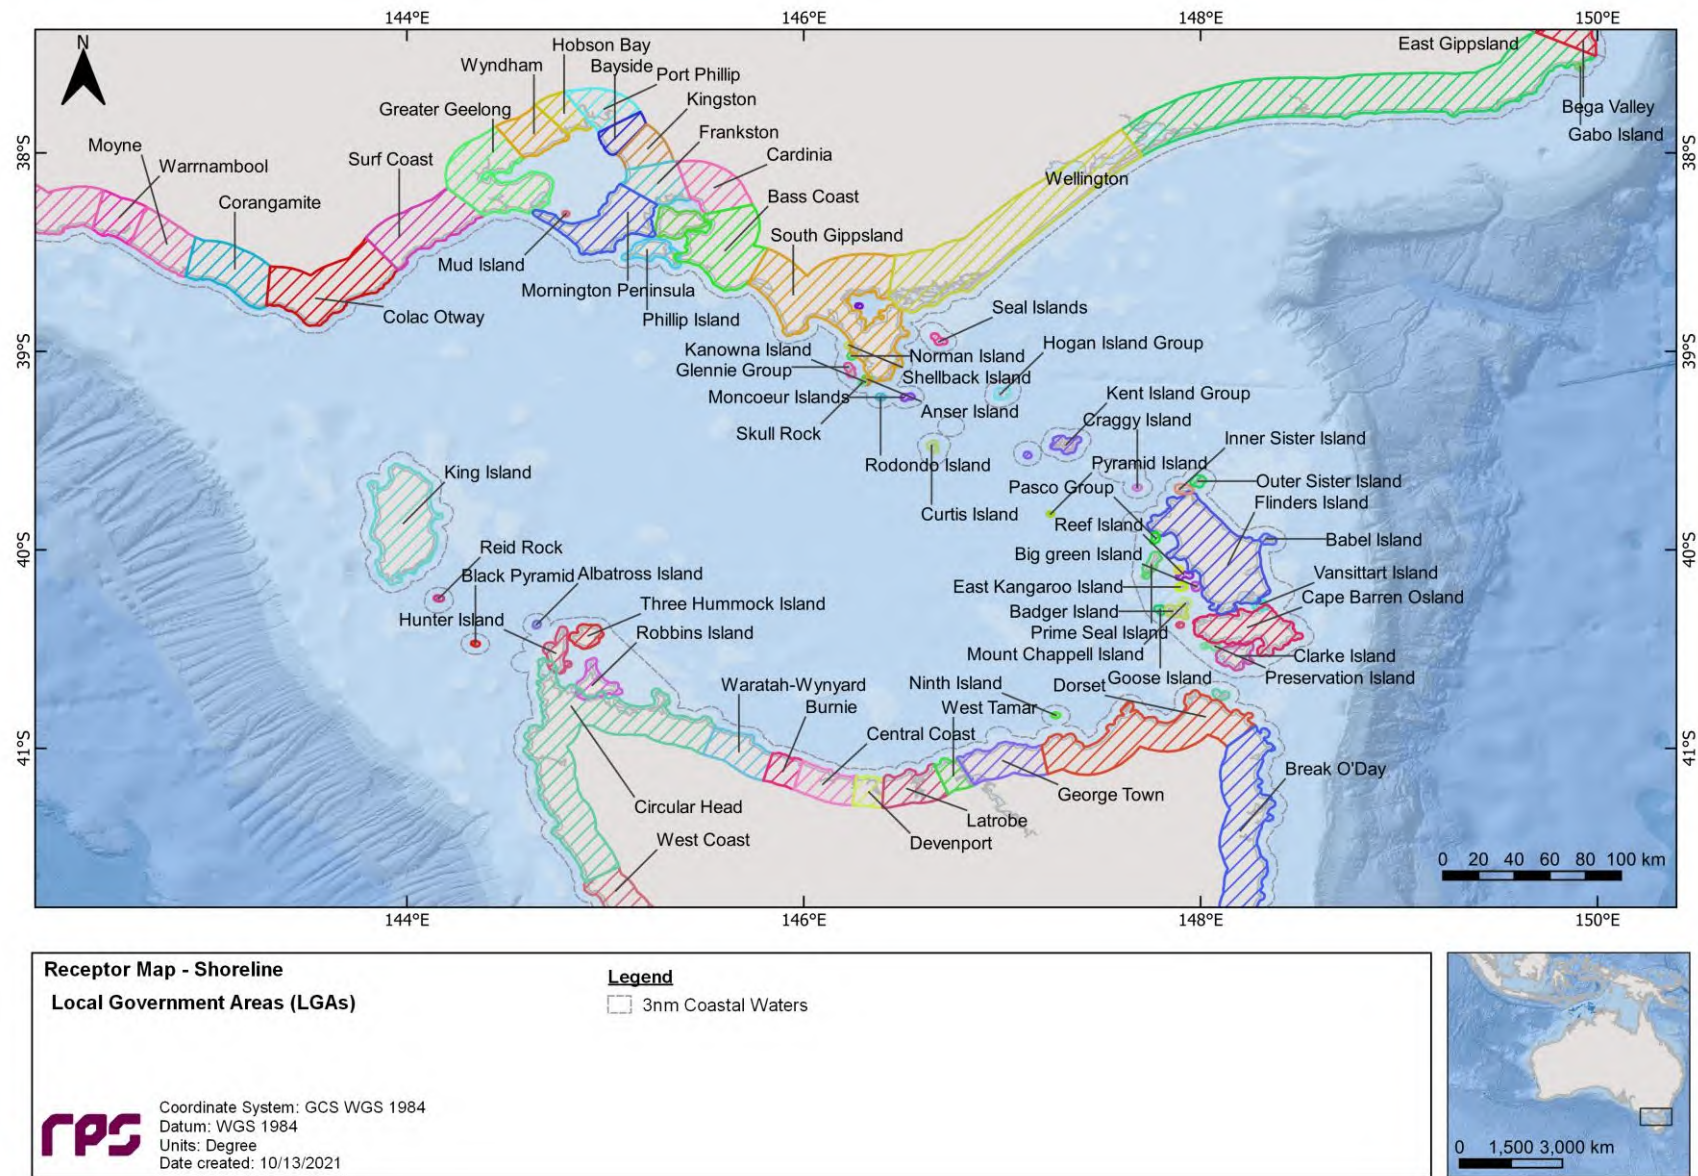 144°E 146°E 148°E 150°E
N
Hobson Bay
Bayside
Wyndham
Port Phillip
Kingston
Greater Geelong
Frankston
Cardinia
Moyne
Warrnambool
Surf Coast
Corangamite
Bass Coast
South Gippsland
Wellington
East Gippsland
Bega Valley
Gabo Island
38°S
38°S
Mud Island
Mornington Peninsula
Phillip Island
Colac Otway
Seal Islands
Hogan Island Group
39°S
39°S
Kanowna Island
Glennie Group
Norman Island
Shellback Island
Moncoeur Islands
Anser Island
Skull Rock
Rodondo Island
Kent Island Group
Craggy Island
Inner Sister Island
Pyramid Island
Outer Sister Island
Pasco Group
Flinders Island
Curtis Island
Reef Island
King Island
Babel Island
40°S
40°S
Reid Rock
Big green Island
Black Pyramid
Albatross Island
Vansittart Island
East Kangaroo Island
Cape Barren Osland
Three Hummock Island
Badger Island
Hunter Island
Robbins Island
Prime Seal Island
Mount Chappell Island
Clarke Island
Goose Island
Preservation Island
Waratah-Wynyard
Ninth Island
Dorset
Burnie
West Tamar
Central Coast
41°S
41°S
Break O'Day
George Town
Circular Head
Latrobe
West Coast
Devenport
0 20 40 60 80 100 km
144°E 146°E 148°E 150°E
Receptor Map - Shoreline
Local Government Areas (LGAs)
Legend
3nm Coastal Waters
rps
Coordinate System: GCS WGS 1984
Datum: WGS 1984
Units: Degree
Date created: 10/13/2021
0 1,500 3,000 km